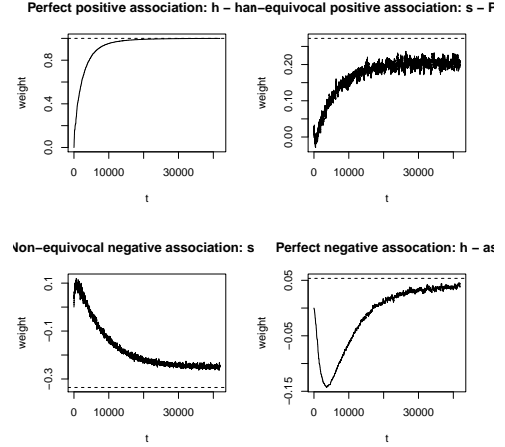 Perfect positive association: h − han−equivocal positive association: s − F
weight
0.0 0.4 0.8
0 10000 30000
t
weight
0.00 0.10 0.20
0 10000 30000
t
Non−equivocal negative association: s
Perfect negative assocation: h − as
weight
−0.3 −0.1 0.1
0 10000 30000
t
weight
−0.15 −0.05 0.05
0 10000 30000
t